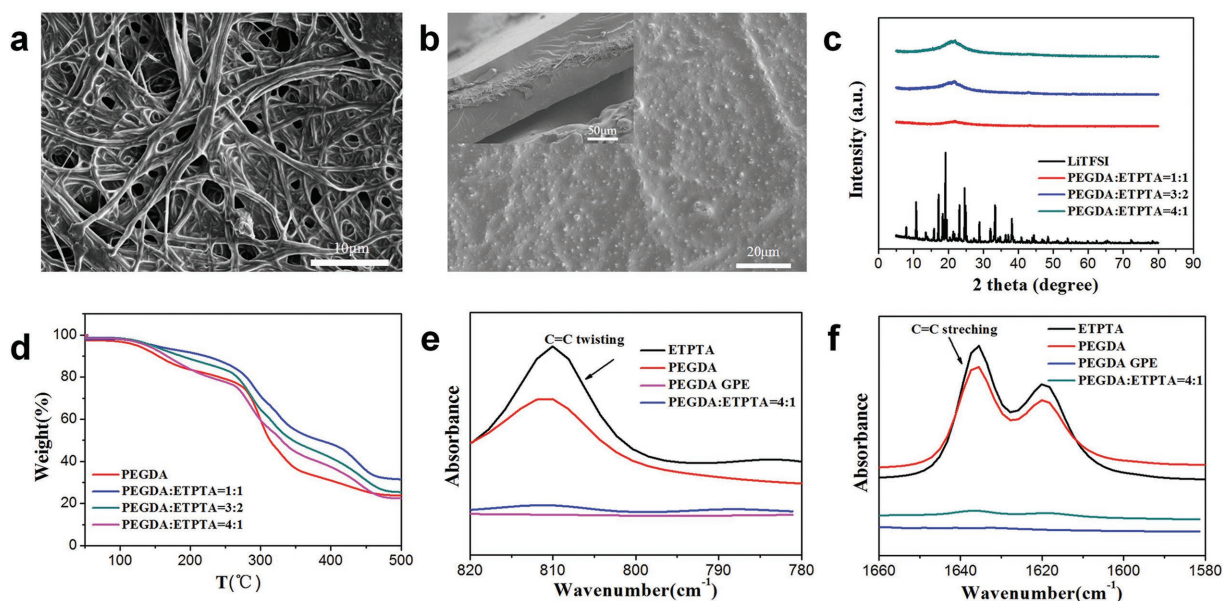 a
10μm
b
50μm
20μm
c
Intensity (a.u.)
LiTFSI
PEGDA:ETPTA=1:1
PEGDA:ETPTA=3:2
PEGDA:ETPTA=4:1
0 10 20 30 40 50 60 70 80 90
2 theta (degree)
d
Weight(%)
100
80
60
40
20
0
PEGDA
PEGDA:ETPTA=1:1
PEGDA:ETPTA=3:2
PEGDA:ETPTA=4:1
100 200 300 400 500
T(℃)
e
Absorbance
C=C twisting
ETPTA
PEGDA
PEGDA GPE
PEGDA:ETPTA=4:1
820 810 800 790 780
Wavenumber(cm-1)
f
Absorbance
C=C streching
ETPTA
PEGDA
PEGDA GPE
PEGDA:ETPTA=4:1
1660 1640 1620 1600 1580
Wavenumber(cm-1)